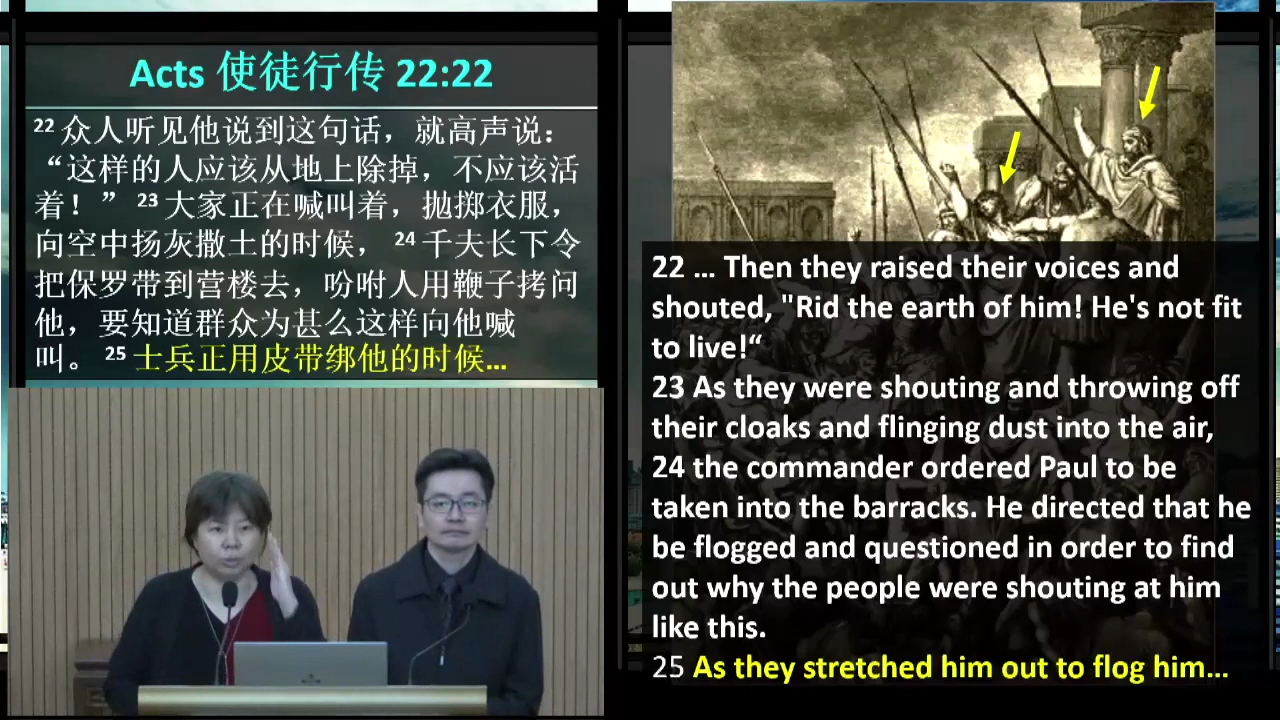 Acts 使徒行传 22:22
22 众人听见他说到这句话，就高声说：
“这样的人应该从地上除掉，不应该活
着！” 23 大家正在喊叫着，抛掷衣服，
向空中扬灰撒土的时候， 24 千夫长下令
把保罗带到营楼去，吩咐人用鞭子拷问
他，要知道群众为甚么这样向他喊
叫。 25 士兵正用皮带绑他的时候…
22 … Then they raised their voices and
shouted, "Rid the earth of him! He's not fit
to live!“
23 As they were shouting and throwing off
their cloaks and flinging dust into the air,
24 the commander ordered Paul to be
taken into the barracks. He directed that he
be flogged and questioned in order to find
out why the people were shouting at him
like this.
25 As they stretched him out to flog him…